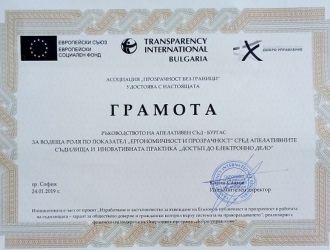 ЕВРОПЕЙСКИ СЪЮЗ
ЕВРОПЕЙСКИ
СОЦИАЛЕН ФОНД
TRANSPARENCY
INTERNATIONAL
BULGARIA
ДОБРО УПРАВЛЕНИЕ
АСОЦИАЦИЯ "ПРОЗРАЧНОСТ БЕЗ ГРАНИЦИ"
УДОСТОЯВА С НАСТОЯЩАТА
ГРАМОТА
РЪКОВОДСТВОТО НА АПЕЛАТИВЕН СЪД - БУРГАС
ЗА ВОДЕЩА РОЛЯ ПО ПОКАЗАТЕЛ „ЕРГОНОМИЧНОСТ И ПРОЗРАЧНОСТ" СРЕД АПЕЛАТИВНИТЕ
СЪДИЛИЩА И ИНОВАТИВНАТА ПРАКТИКА „ДОСТЪП ДО ЕЛЕКТРОННО ДЕЛО"
гр. София
24.01.2019 г.
Изпълнителен директор